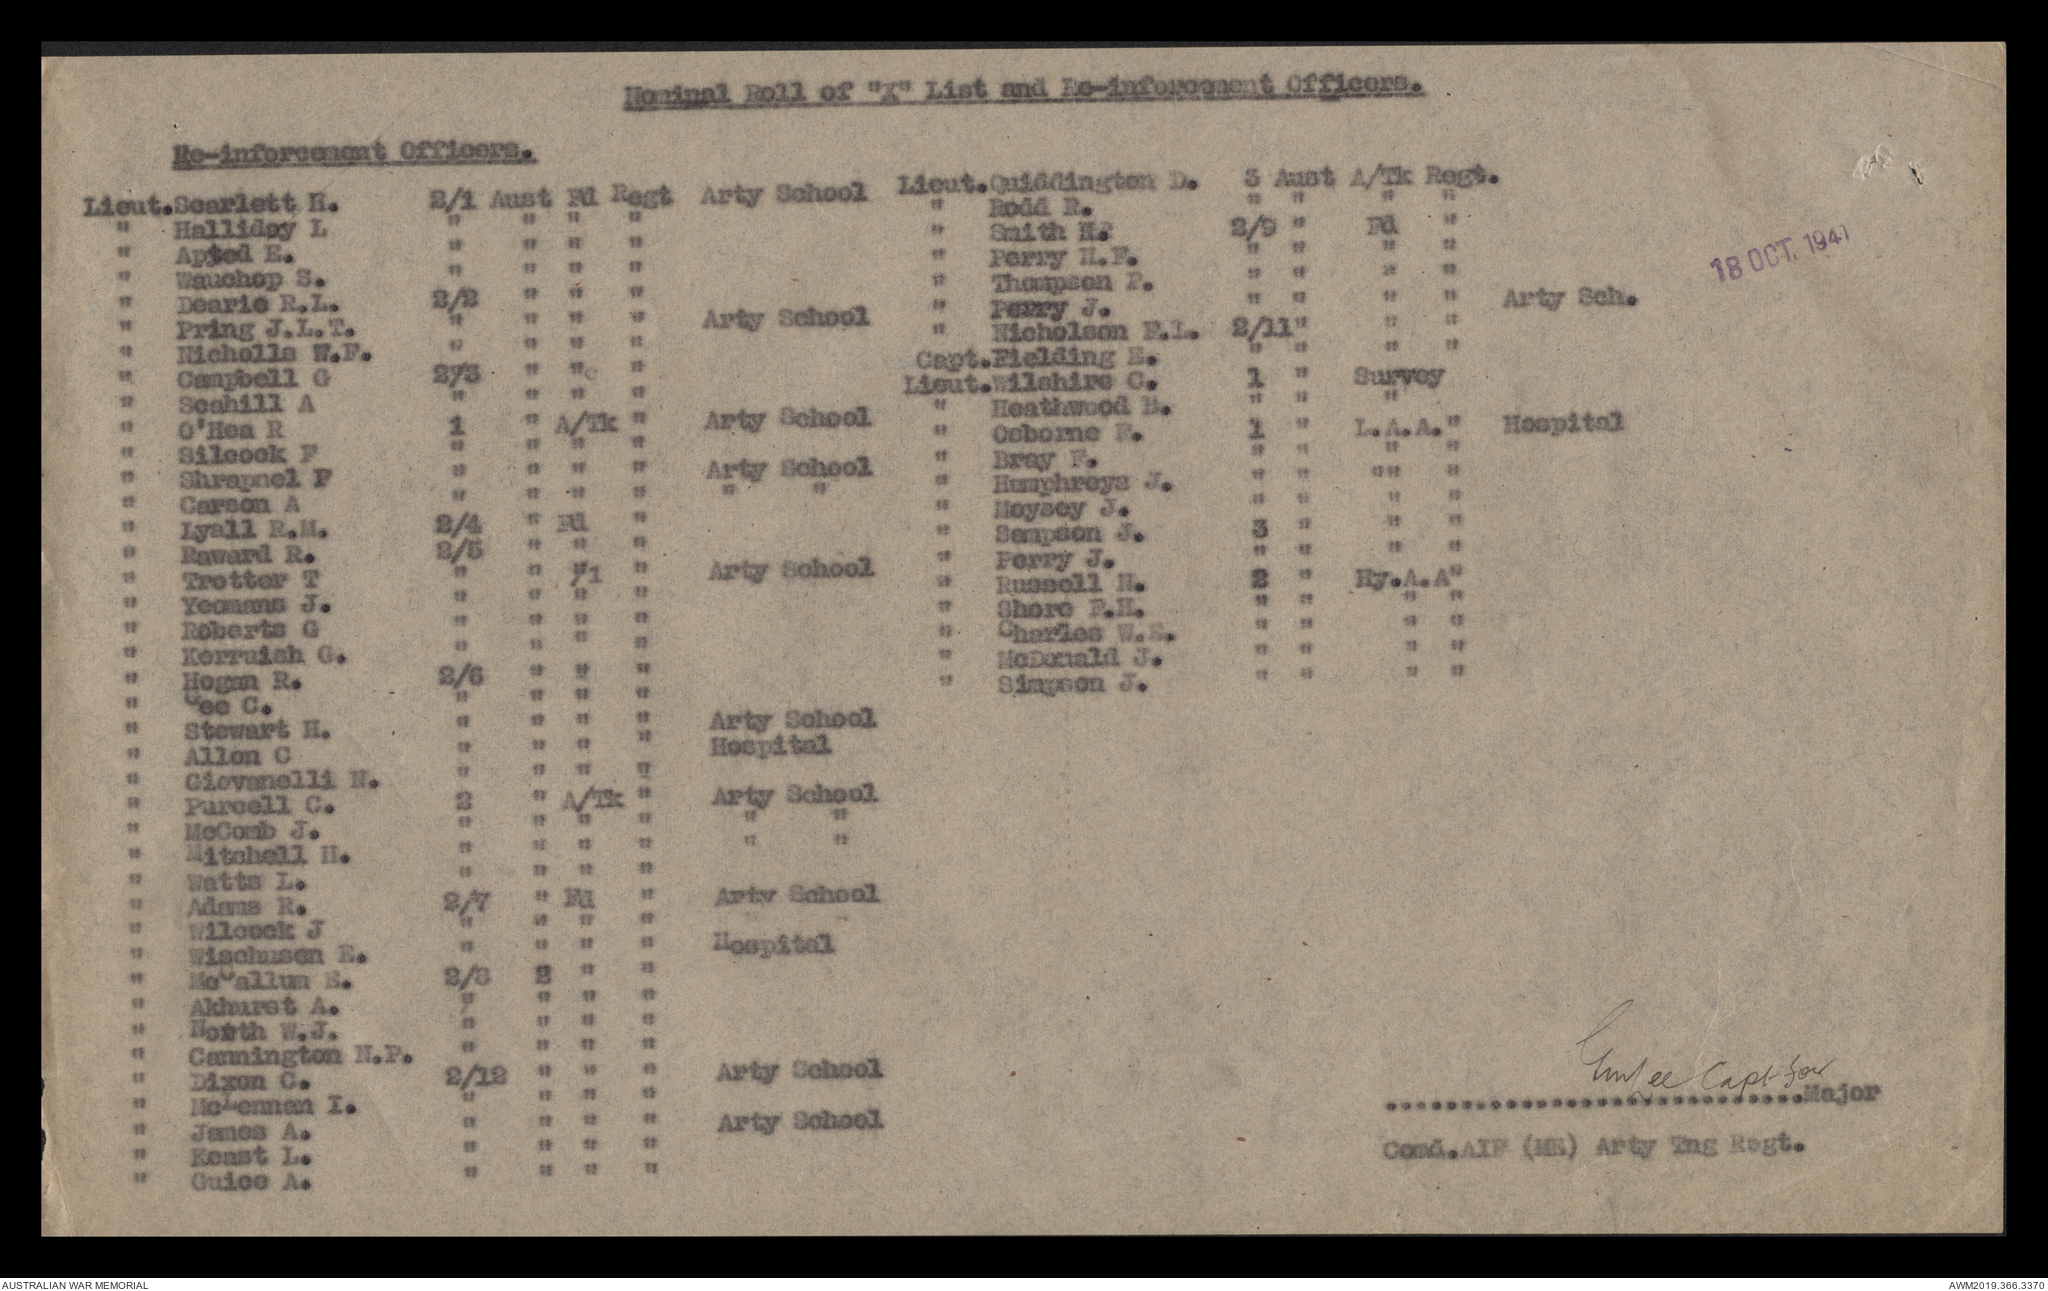 Nominal Roll of "X" List and Re-inforcement Officers.
Re-inforcement Officers.
Lieut. Scarlett H. 2/1 Aust Fd Regt Arty School
" Halliday L " " " "
" Apted E. " " " "
" Wauchop S. " " " "
" Dearie R.L. 2/2 " " "
" Pring J.L.T. " " " " Arty School
" Nicholls W.F. " " " "
" Campbell G 2/3 " " "
" Scahill A " " " "
" O'Hea R 1 " A/Tk " Arty School
" Silcock F " " " "
" Shrapnel F " " " " Arty School
" Carson A " " " " " "
" Lyall R.M. 2/4 " Fd "
" Raward R. 2/5 " " "
" Trotter T " " "/1 " Arty School
" Yeomans J. " " " "
" Roberts G " " " "
" Kerruish G. " " " "
" Hogan R. 2/6 " " "
" Gee C. " " " "
" Stewart H. " " " " Arty School
" Allen C " " " " Hospital
" Giovanelli N. " " " "
" Purcell C. 2 " A/Tk " Arty School
" McComb J. " " " " " "
" Mitchell H. " " " " " "
" Watts L. " " " "
" Adams R. 2/7 " Fd " Arty School
" Wilcock J " " " " " "
" Wischusen E. " " " " Hospital
" McCallum S. 2/8 2 " "
" Akhurst A. " " " "
" North W.J. " " " "
" Cannington N.P. " " " "
" Dixon C. 2/12 " " " Arty School
" McLennan I. " " " "
" James A. " " " " Arty School
" Keast L. " " " "
" Guice A. " " " "
Lieut. Quiddington D. 3 Aust A/Tk Regt.
" Rodd R. " " " "
" Smith H. 2/9 " Fd "
" Perry H.F. " " " "
" Thompson P. " " " "
" Perry J. " " " " Arty Sch.
" Nicholson F.L. 2/11 " " "
Capt. Fielding E. " " " "
Lieut. Wilshire C. 1 " Survey
" Heathwood B. " " "
" Osborne F. 1 " L.A.A. " Hospital
" Bray F. " " " "
" Humphreys J. " " "" "
" Moysey J. " " " "
" Sampson J. 3 " " "
" Perry J. " " " "
" Russell N. 2 " Hy.A.A "
" Shore F.H. " " " "
" Charles W.E. " " " "
" McDonald J. " " " "
" Simpson J. " " " "
18 OCT. 1941
Capt for
..............................Major
Comd. AIF (ME) Arty Tng Regt.
AUSTRALIAN WAR MEMORIAL
AWM2019.366.3370